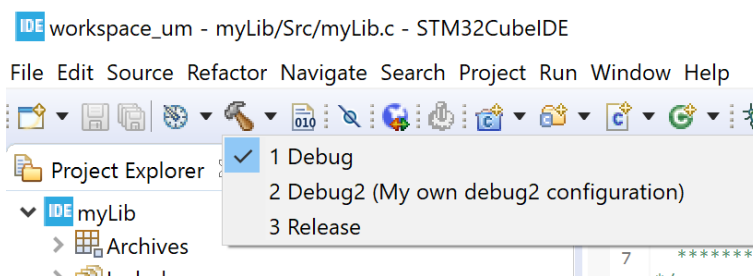 IDE workspace_um - myLib/Src/myLib.c - STM32CubeIDE
File Edit Source Refactor Navigate Search Project Run Window Help
010
1 Debug
2 Debug2 (My own debug2 configuration)
3 Release
Project Explorer
IDE myLib
Archives
7 ********